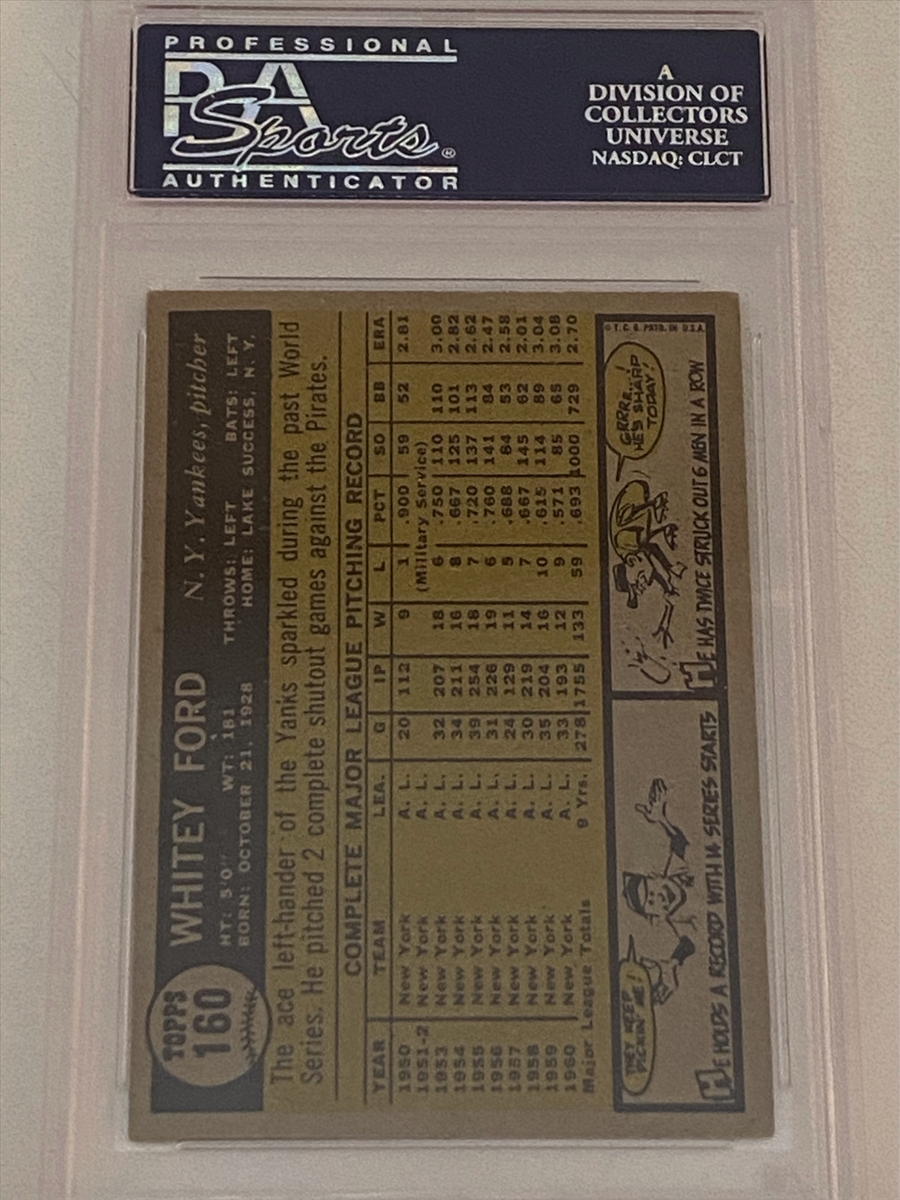 PROFESSIONAL
PSA
Sports®
AUTHENTICATOR
A
DIVISION OF
COLLECTORS
UNIVERSE
NASDAQ: CLCT
TOPPS
160
WHITEY FORD N. Y. Yankees, pitcher
HT: 5'0" WT: 181 THROWS: LEFT BATS: LEFT
BORN: OCTOBER 21, 1928 HOME: LAKE SUCCESS, N. Y.
The ace left-hander of the Yanks sparkled during the past World
Series. He pitched 2 complete shutout games against the Pirates.
COMPLETE MAJOR LEAGUE PITCHING RECORD
YEAR TEAM LEA. G IP W L PCT SO BB ERA
1950 New York A. L. 20 112 9 1 .900 59 52 2.81
1951-2 New York A. L. (Military Service)
1953 New York A. L. 32 207 18 6 .750 110 110 3.00
1954 New York A. L. 34 211 16 8 .667 125 101 2.82
1955 New York A. L. 39 254 18 7 .720 137 113 2.62
1956 New York A. L. 31 226 19 6 .760 141 84 2.47
1957 New York A. L. 24 129 11 5 .688 84 53 2.58
1958 New York A. L. 30 219 14 7 .667 145 62 2.01
1959 New York A. L. 35 204 16 10 .615 114 89 3.04
1960 New York A. L. 33 193 12 9 .571 85 65 3.08
Major League Totals 9 Yrs. 278 1755 133 59 .693 1000 729 2.70
THEY KEEP
PICKIN' ME!
HE HOLDS A RECORD WITH 14 SERIES STARTS
GRRR...
HE'S SHARP
TODAY!
HE HAS TWICE STRUCK OUT 6 MEN IN A ROW
© T. C. G. PRTD. IN U.S.A.